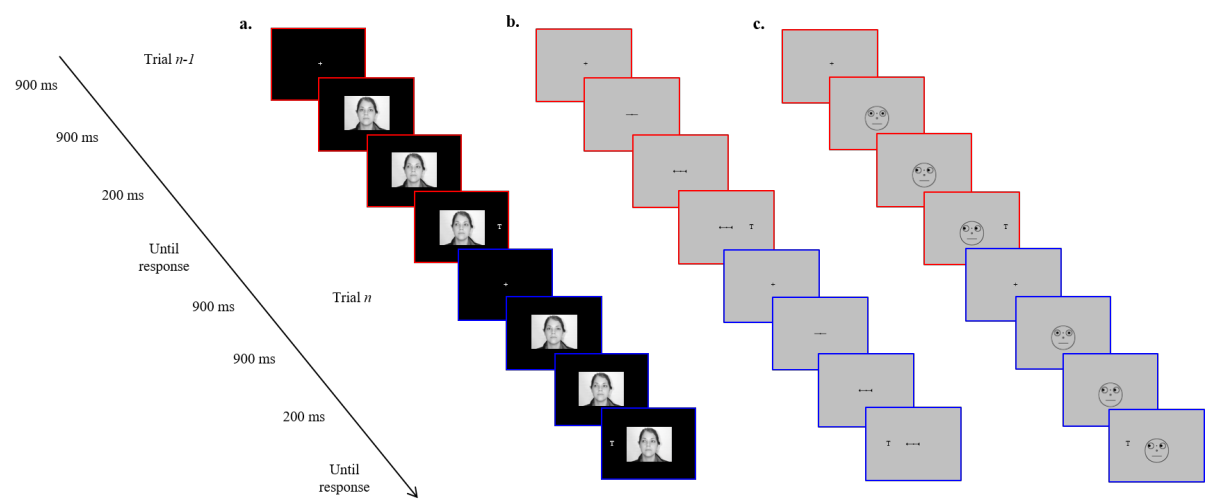 a.
b.
c.
Trial n-1
900 ms
900 ms
200 ms
Until
response
T
T
T
Trial n
900 ms
900 ms
200 ms
Until
response
T
T
T